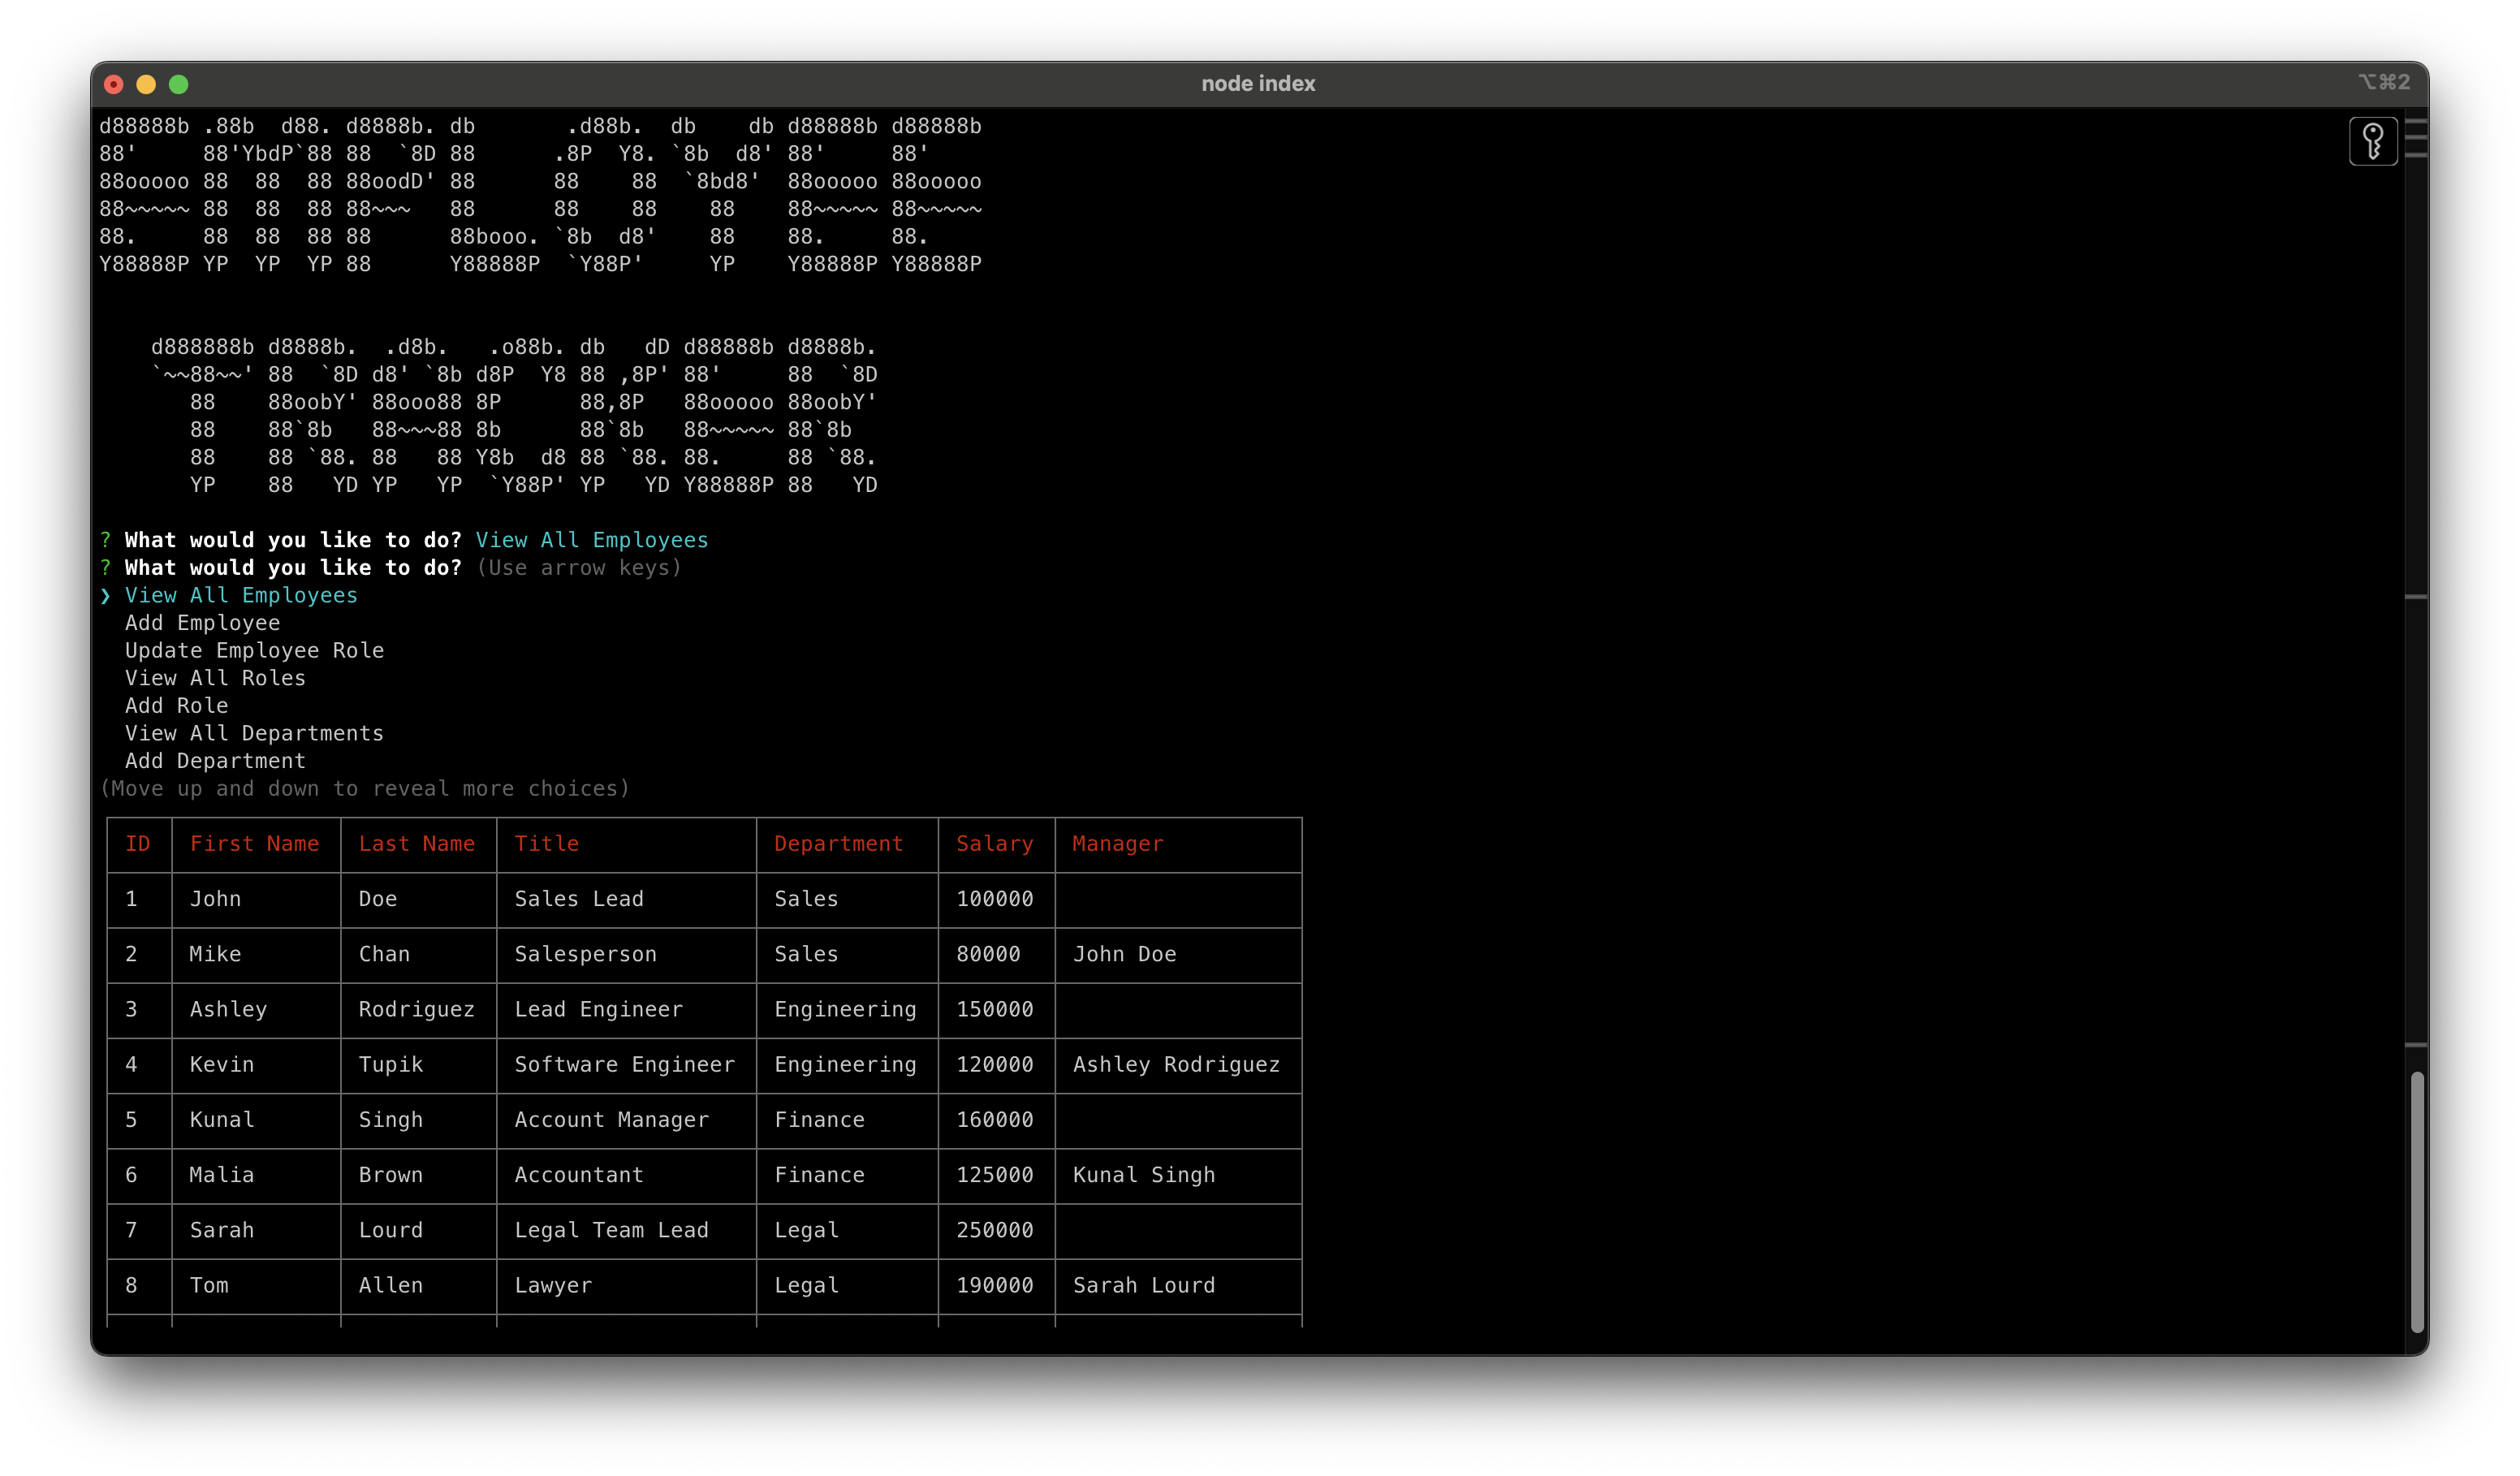 node index
⌥⌘2
d88888b .88b  d88. d8888b. db       .d88b.  db    db d88888b d88888b
88'     88'YbdP`88 88  `8D 88      .8P  Y8. `8b  d8' 88'     88'
88ooooo 88  88  88 88oodD' 88      88    88  `8bd8'  88ooooo 88ooooo
88~~~~~ 88  88  88 88~~~   88      88    88    88    88~~~~~ 88~~~~~
88.     88  88  88 88      88booo. `8b  d8'    88    88.     88.
Y88888P YP  YP  YP 88      Y88888P  `Y88P'     YP    Y88888P Y88888P
    d888888b d8888b.  .d8b.   .o88b. db   dD d88888b d8888b.
    `~~88~~' 88  `8D d8' `8b d8P  Y8 88 ,8P' 88'     88  `8D
       88    88oobY' 88ooo88 8P      88,8P   88ooooo 88oobY'
       88    88`8b   88~~~88 8b      88`8b   88~~~~~ 88`8b
       88    88 `88. 88   88 Y8b  d8 88 `88. 88.     88 `88.
       YP    88   YD YP   YP  `Y88P' YP   YD Y88888P 88   YD
? What would you like to do? View All Employees
? What would you like to do? (Use arrow keys)
❯ View All Employees
  Add Employee
  Update Employee Role
  View All Roles
  Add Role
  View All Departments
  Add Department
(Move up and down to reveal more choices)
ID First Name Last Name Title Department Salary Manager
1 John Doe Sales Lead Sales 100000
2 Mike Chan Salesperson Sales 80000 John Doe
3 Ashley Rodriguez Lead Engineer Engineering 150000
4 Kevin Tupik Software Engineer Engineering 120000 Ashley Rodriguez
5 Kunal Singh Account Manager Finance 160000
6 Malia Brown Accountant Finance 125000 Kunal Singh
7 Sarah Lourd Legal Team Lead Legal 250000
8 Tom Allen Lawyer Legal 190000 Sarah Lourd